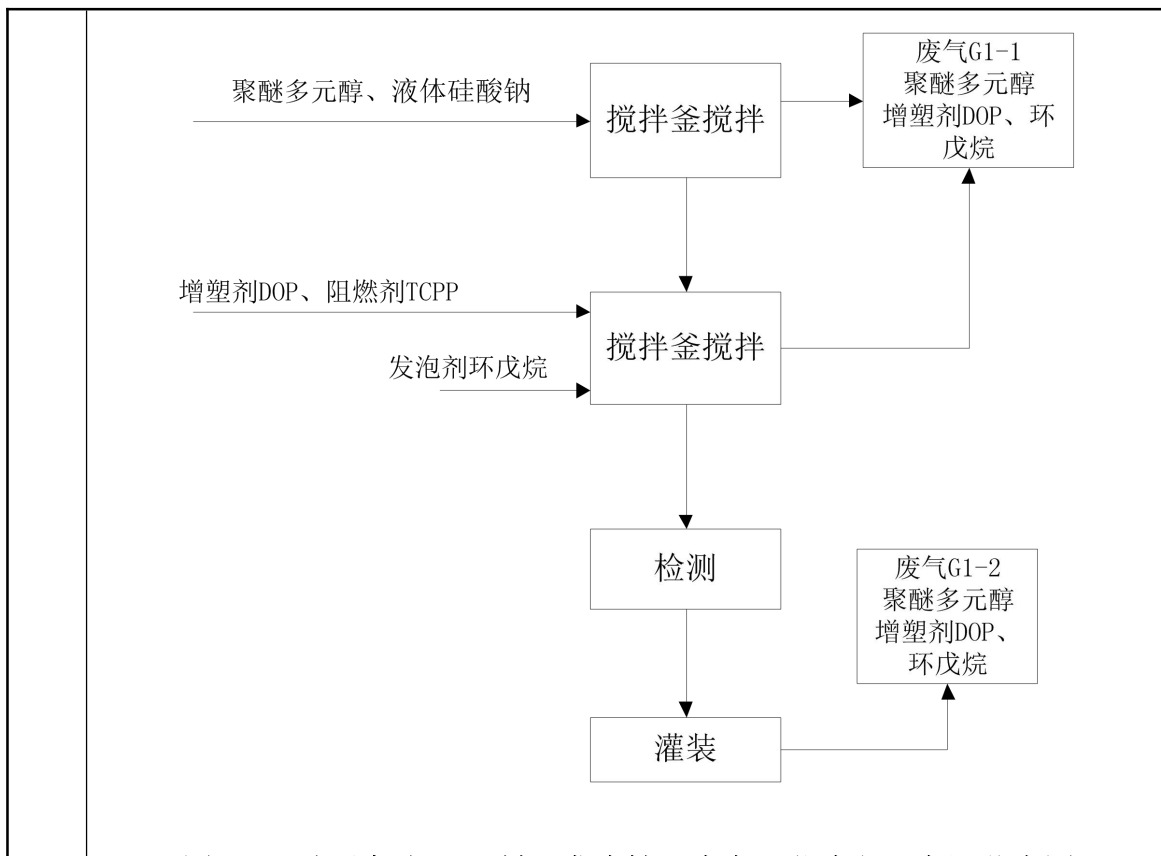 聚醚多元醇、液体硅酸钠
搅拌釜搅拌
废气G1-1
聚醚多元醇
增塑剂DOP、环
戊烷
增塑剂DOP、阻燃剂TCPP
发泡剂环戊烷
搅拌釜搅拌
检测
废气G1-2
聚醚多元醇
增塑剂DOP、
环戊烷
灌装